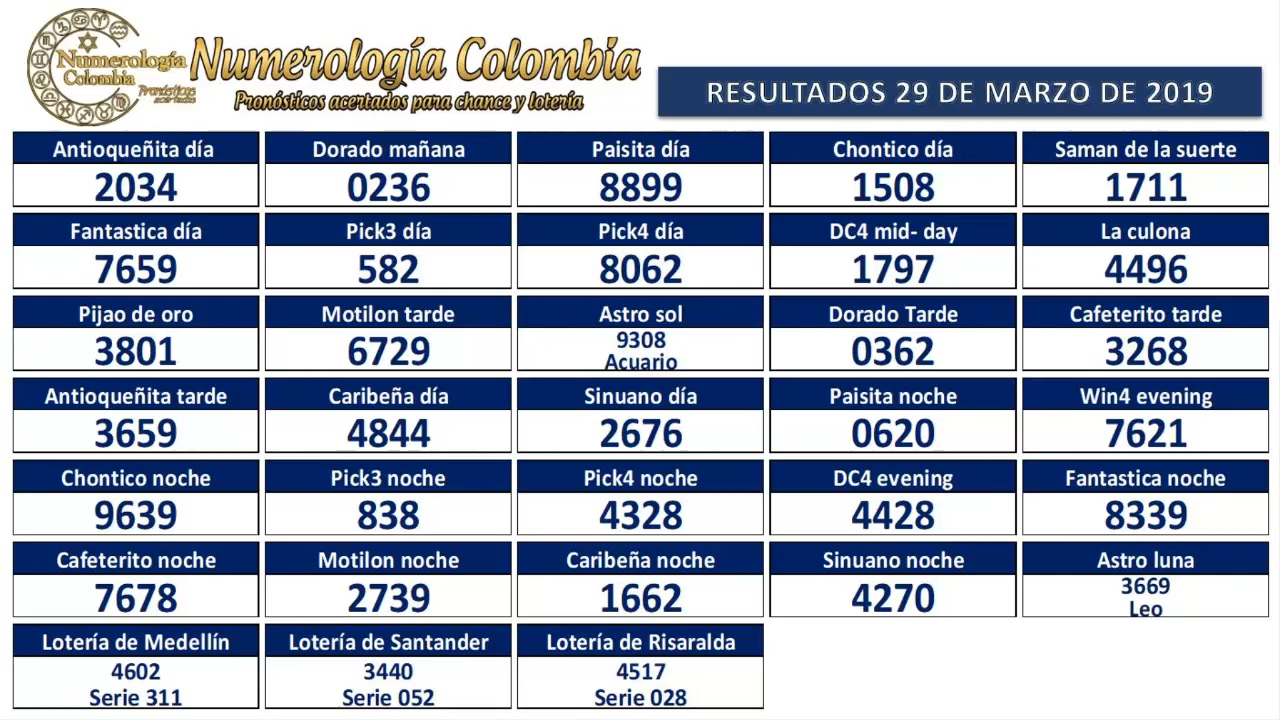 Numerología
Colombia
Pronósticos
acertados
Numerología Colombia
Pronósticos acertados para chance y lotería
RESULTADOS 29 DE MARZO DE 2019
Antioqueñita día
2034
Dorado mañana
0236
Paisita día
8899
Chontico día
1508
Saman de la suerte
1711
Fantastica día
7659
Pick3 día
582
Pick4 día
8062
DC4 mid- day
1797
La culona
4496
Pijao de oro
3801
Motilon tarde
6729
Astro sol
9308
Acuario
Dorado Tarde
0362
Cafeterito tarde
3268
Antioqueñita tarde
3659
Caribeña día
4844
Sinuano día
2676
Paisita noche
0620
Win4 evening
7621
Chontico noche
9639
Pick3 noche
838
Pick4 noche
4328
DC4 evening
4428
Fantastica noche
8339
Cafeterito noche
7678
Motilon noche
2739
Caribeña noche
1662
Sinuano noche
4270
Astro luna
3669
Leo
Lotería de Medellín
4602
Serie 311
Lotería de Santander
3440
Serie 052
Lotería de Risaralda
4517
Serie 028